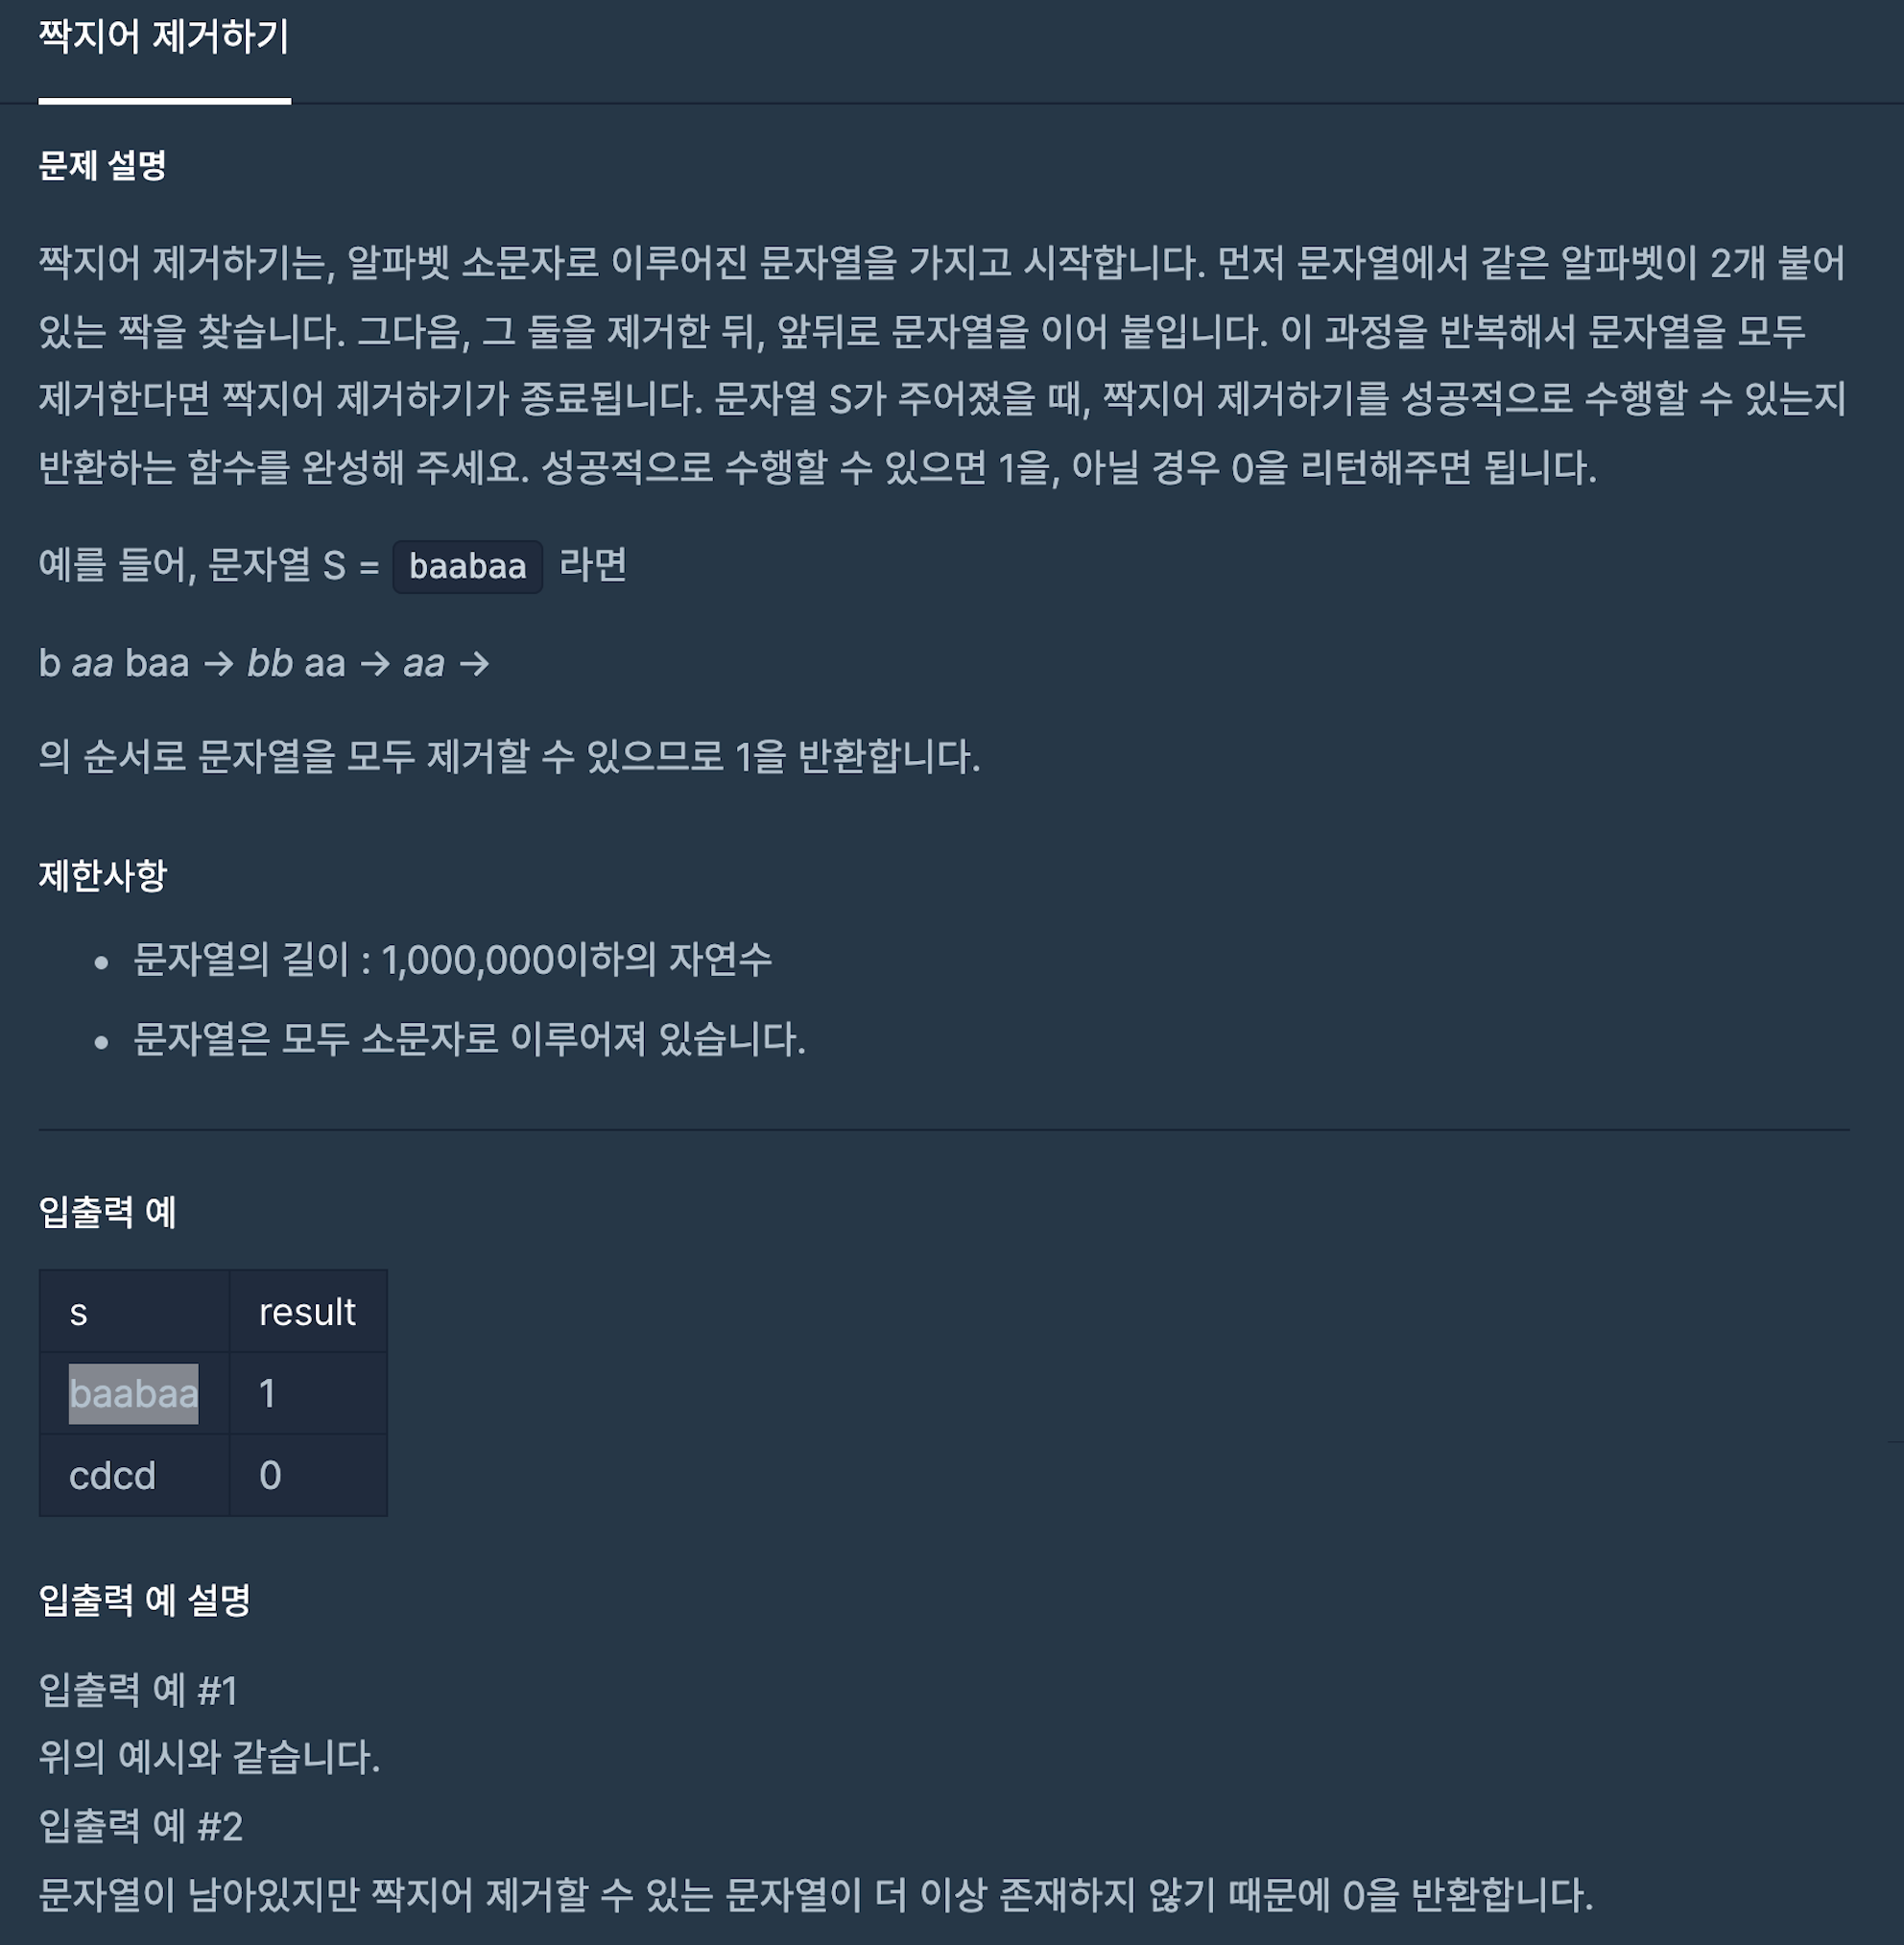 짝지어 제거하기
문제 설명
짝지어 제거하기는, 알파벳 소문자로 이루어진 문자열을 가지고 시작합니다. 먼저 문자열에서 같은 알파벳이 2개 붙어
있는 짝을 찾습니다. 그다음, 그 둘을 제거한 뒤, 앞뒤로 문자열을 이어 붙입니다. 이 과정을 반복해서 문자열을 모두
제거한다면 짝지어 제거하기가 종료됩니다. 문자열 S가 주어졌을 때, 짝지어 제거하기를 성공적으로 수행할 수 있는지
반환하는 함수를 완성해 주세요. 성공적으로 수행할 수 있으면 1을, 아닐 경우 0을 리턴해주면 됩니다.
예를 들어, 문자열 S = baabaa 라면
b aa baa → bb aa → aa →
의 순서로 문자열을 모두 제거할 수 있으므로 1을 반환합니다.
제한사항
• 문자열의 길이 : 1,000,000이하의 자연수
• 문자열은 모두 소문자로 이루어져 있습니다.
입출력 예
s result
baabaa 1
cdcd 0
입출력 예 설명
입출력 예 #1
위의 예시와 같습니다.
입출력 예 #2
문자열이 남아있지만 짝지어 제거할 수 있는 문자열이 더 이상 존재하지 않기 때문에 0을 반환합니다.